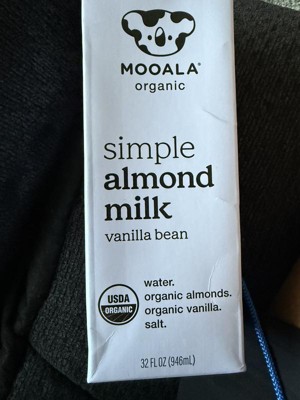 MOOALA®
organic
simple
almond
milk
vanilla bean
USDA
ORGANIC
water.
organic almonds.
organic vanilla.
salt.
32 FL OZ (946mL)